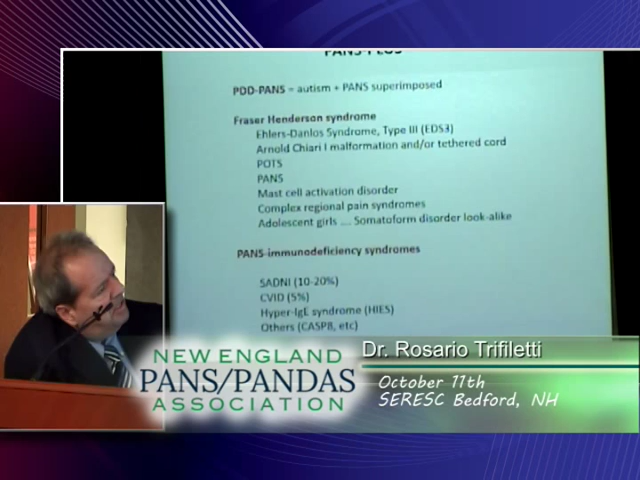 PANS-PLUS
PDD-PANS = autism + PANS superimposed
Fraser Henderson syndrome
Ehlers-Danlos Syndrome, Type III (EDS3)
Arnold Chiari I malformation and/or tethered cord
POTS
PANS
Mast cell activation disorder
Complex regional pain syndromes
Adolescent girls .... Somatoform disorder look-alike
PANS-immunodeficiency syndromes
SADNI (10-20%)
CVID (5%)
Hyper-IgE syndrome (HIES)
Others (CASP8, etc)
NEW ENGLAND
PANS/PANDAS
ASSOCIATION
Dr. Rosario Trifiletti
October 11th
SERESC Bedford, NH